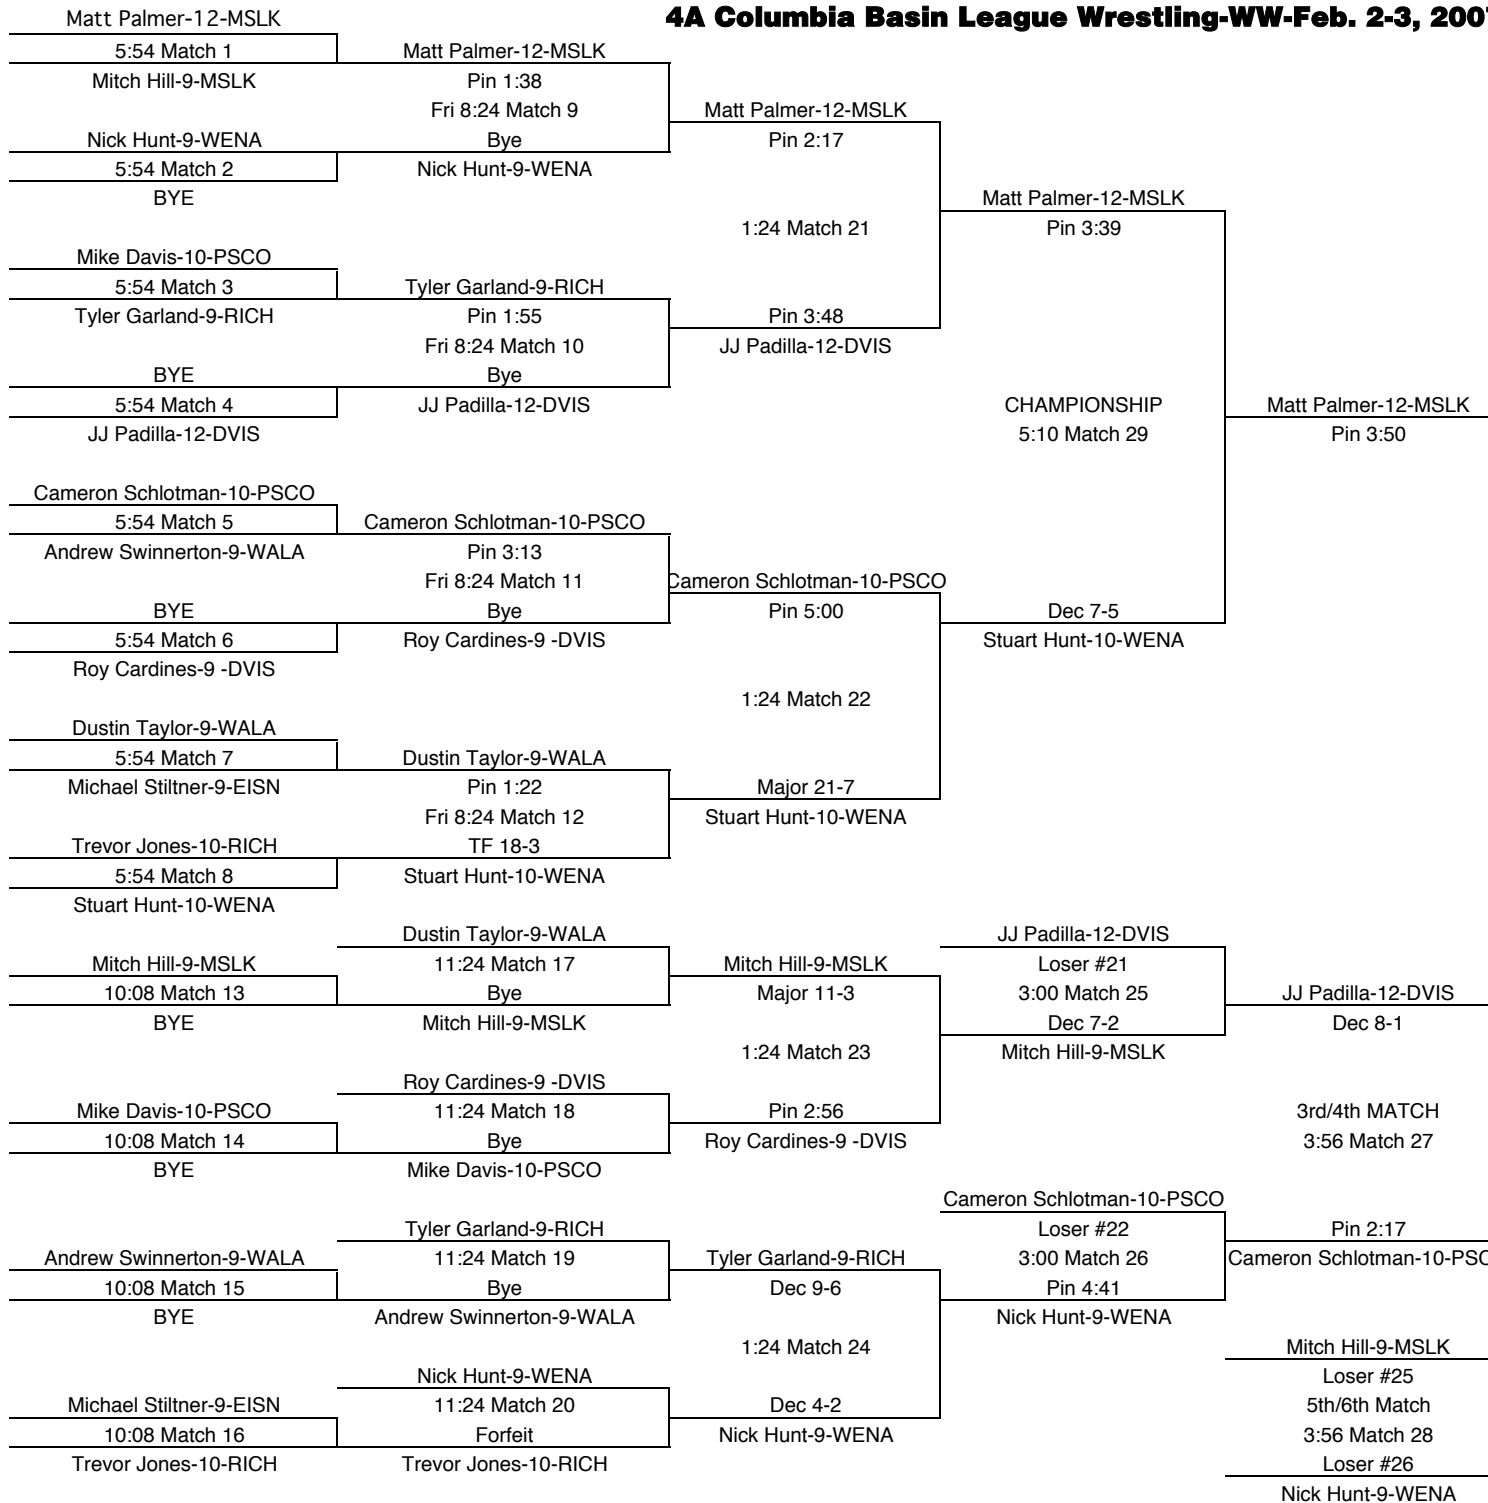 Matt Palmer-12-MSLK
4A Columbia Basin League Wrestling-WW-Feb. 2-3, 2007
5:54 Match 1
Matt Palmer-12-MSLK
Mitch Hill-9-MSLK
Pin 1:38
Fri 8:24 Match 9
Matt Palmer-12-MSLK
Nick Hunt-9-WENA
Bye
Pin 2:17
5:54 Match 2
Nick Hunt-9-WENA
BYE
Matt Palmer-12-MSLK
1:24 Match 21
Pin 3:39
Mike Davis-10-PSCO
5:54 Match 3
Tyler Garland-9-RICH
Tyler Garland-9-RICH
Pin 1:55
Pin 3:48
Fri 8:24 Match 10
JJ Padilla-12-DVIS
BYE
Bye
5:54 Match 4
JJ Padilla-12-DVIS
CHAMPIONSHIP
Matt Palmer-12-MSLK
JJ Padilla-12-DVIS
5:10 Match 29
Pin 3:50
Cameron Schlotman-10-PSCO
5:54 Match 5
Cameron Schlotman-10-PSCO
Andrew Swinnerton-9-WALA
Pin 3:13
Fri 8:24 Match 11
Cameron Schlotman-10-PSCO
BYE
Bye
Pin 5:00
Dec 7-5
5:54 Match 6
Roy Cardines-9 -DVIS
Stuart Hunt-10-WENA
Roy Cardines-9 -DVIS
1:24 Match 22
Dustin Taylor-9-WALA
5:54 Match 7
Dustin Taylor-9-WALA
Michael Stiltner-9-EISN
Pin 1:22
Major 21-7
Fri 8:24 Match 12
Stuart Hunt-10-WENA
Trevor Jones-10-RICH
TF 18-3
5:54 Match 8
Stuart Hunt-10-WENA
Stuart Hunt-10-WENA
Dustin Taylor-9-WALA
JJ Padilla-12-DVIS
Mitch Hill-9-MSLK
11:24 Match 17
Mitch Hill-9-MSLK
Loser #21
10:08 Match 13
Bye
Major 11-3
3:00 Match 25
JJ Padilla-12-DVIS
BYE
Mitch Hill-9-MSLK
Dec 7-2
Dec 8-1
1:24 Match 23
Mitch Hill-9-MSLK
Roy Cardines-9 -DVIS
Mike Davis-10-PSCO
11:24 Match 18
Pin 2:56
3rd/4th MATCH
10:08 Match 14
Bye
Roy Cardines-9 -DVIS
3:56 Match 27
BYE
Mike Davis-10-PSCO
Cameron Schlotman-10-PSCO
Tyler Garland-9-RICH
Loser #22
Pin 2:17
Andrew Swinnerton-9-WALA
11:24 Match 19
Tyler Garland-9-RICH
3:00 Match 26
Cameron Schlotman-10-PSC
10:08 Match 15
Bye
Dec 9-6
Pin 4:41
BYE
Andrew Swinnerton-9-WALA
Nick Hunt-9-WENA
1:24 Match 24
Mitch Hill-9-MSLK
Nick Hunt-9-WENA
Loser #25
Michael Stiltner-9-EISN
11:24 Match 20
Dec 4-2
5th/6th Match
10:08 Match 16
Forfeit
Nick Hunt-9-WENA
3:56 Match 28
Trevor Jones-10-RICH
Trevor Jones-10-RICH
Loser #26
Nick Hunt-9-WENA